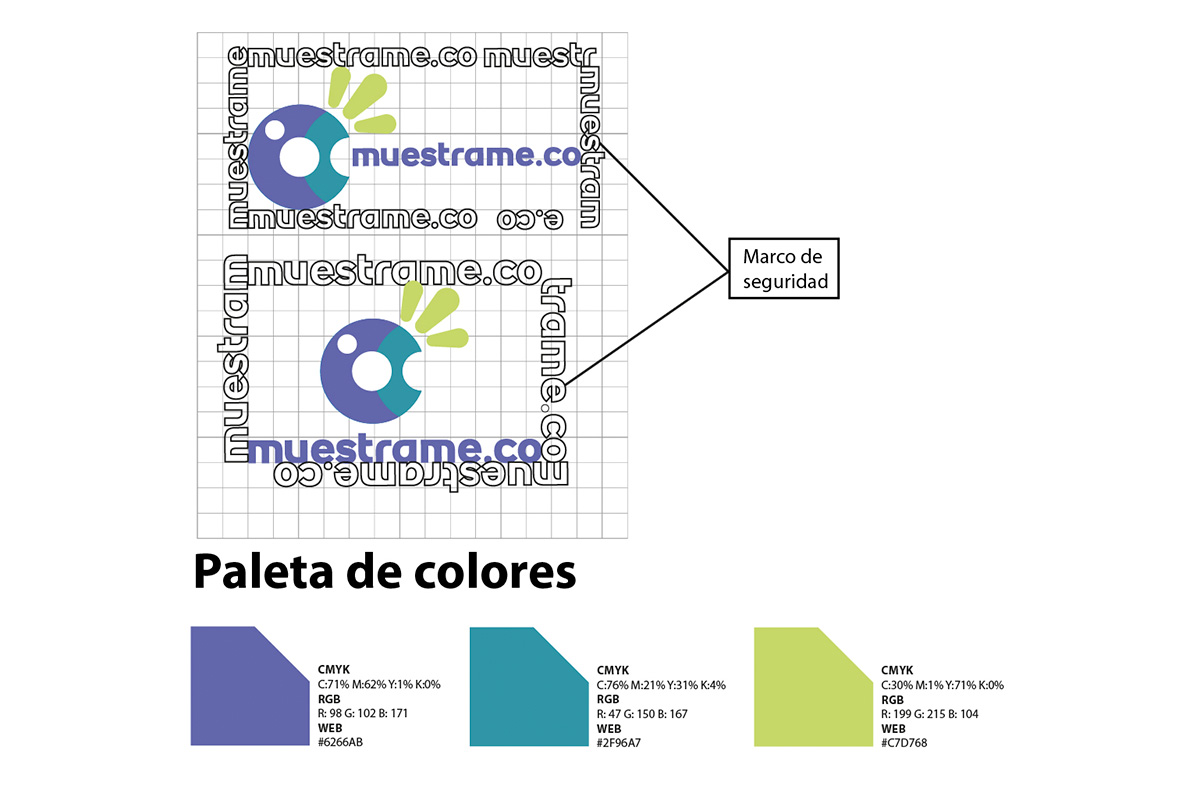 muestrame.co muestr
muestrame
muestram
muestrame.co
muestrame.co e.co
muestrame.co
muestram
trame.co
muestrame.co
muestrame.co
Marco de
seguridad
Paleta de colores
CMYK
C:71% M:62% Y:1% K:0%
RGB
R: 98 G: 102 B: 171
WEB
#6266AB
CMYK
C:76% M:21% Y:31% K:4%
RGB
R: 47 G: 150 B: 167
WEB
#2F96A7
CMYK
C:30% M:1% Y:71% K:0%
RGB
R: 199 G: 215 B: 104
WEB
#C7D768